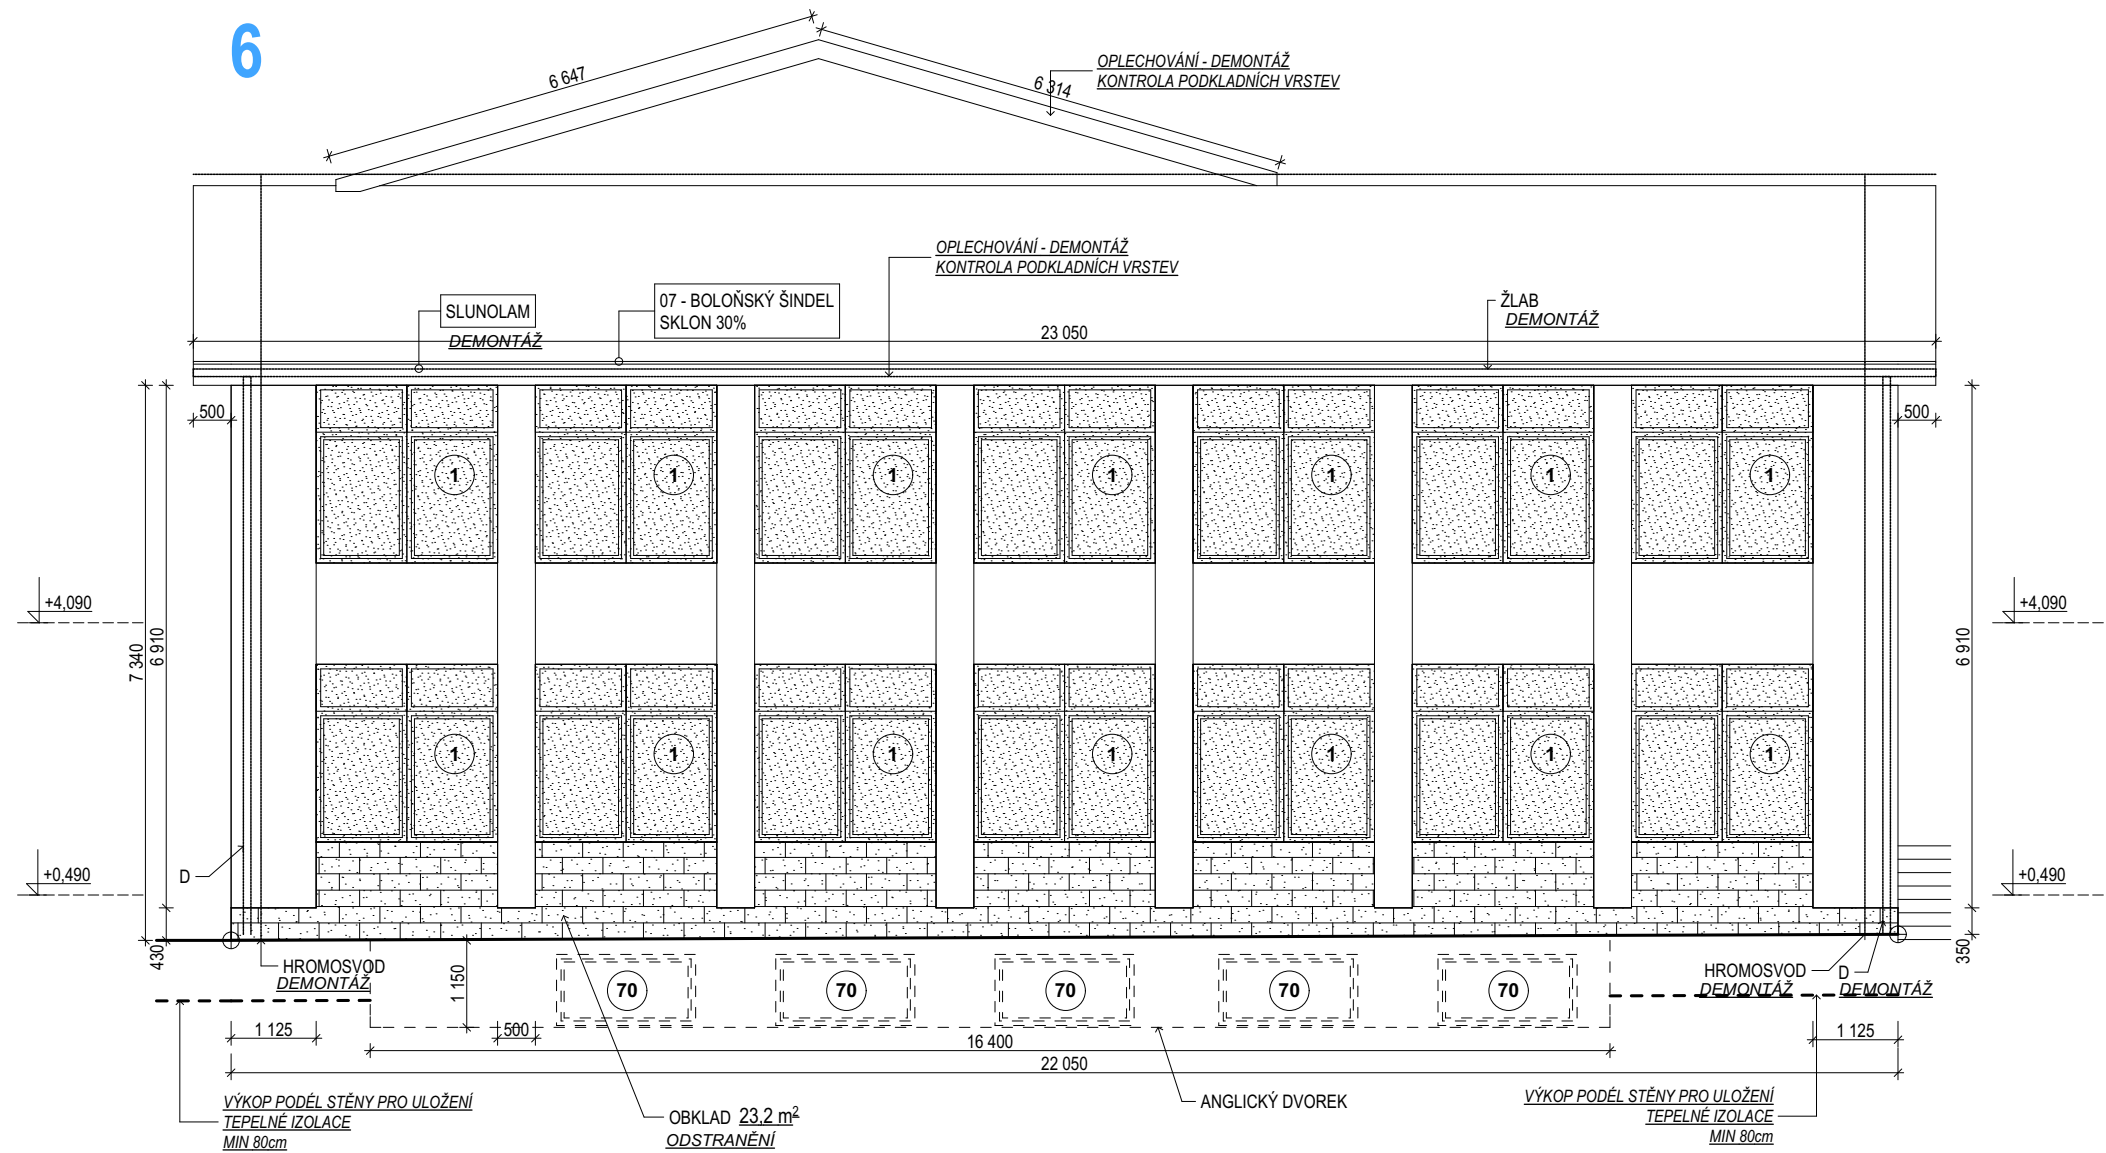 6
6 647
6 314
OPLECHOVÁNÍ - DEMONTÁŽ
KONTROLA PODKLADNÍCH VRSTEV
OPLECHOVÁNÍ - DEMONTÁŽ
KONTROLA PODKLADNÍCH VRSTEV
SLUNOLAM
DEMONTÁŽ
07 - BOLOŇSKÝ ŠINDEL
SKLON 30%
ŽLAB
DEMONTÁŽ
23 050
500
500
1 1 1 1 1 1 1
+4,090
+4,090
7 340
6 910
6 910
1 1 1 1 1 1 1
+0,490
+0,490
D
430
350
HROMOSVOD
DEMONTÁŽ
1 150
70 70 70 70 70
HROMOSVOD
DEMONTÁŽ
D
DEMONTÁŽ
1 125
500
16 400
1 125
22 050
VÝKOP PODÉL STĚNY PRO ULOŽENÍ
TEPELNÉ IZOLACE
MIN 80cm
OBKLAD 23,2 m²
ODSTRANĚNÍ
ANGLICKÝ DVOREK
VÝKOP PODÉL STĚNY PRO ULOŽENÍ
TEPELNÉ IZOLACE
MIN 80cm